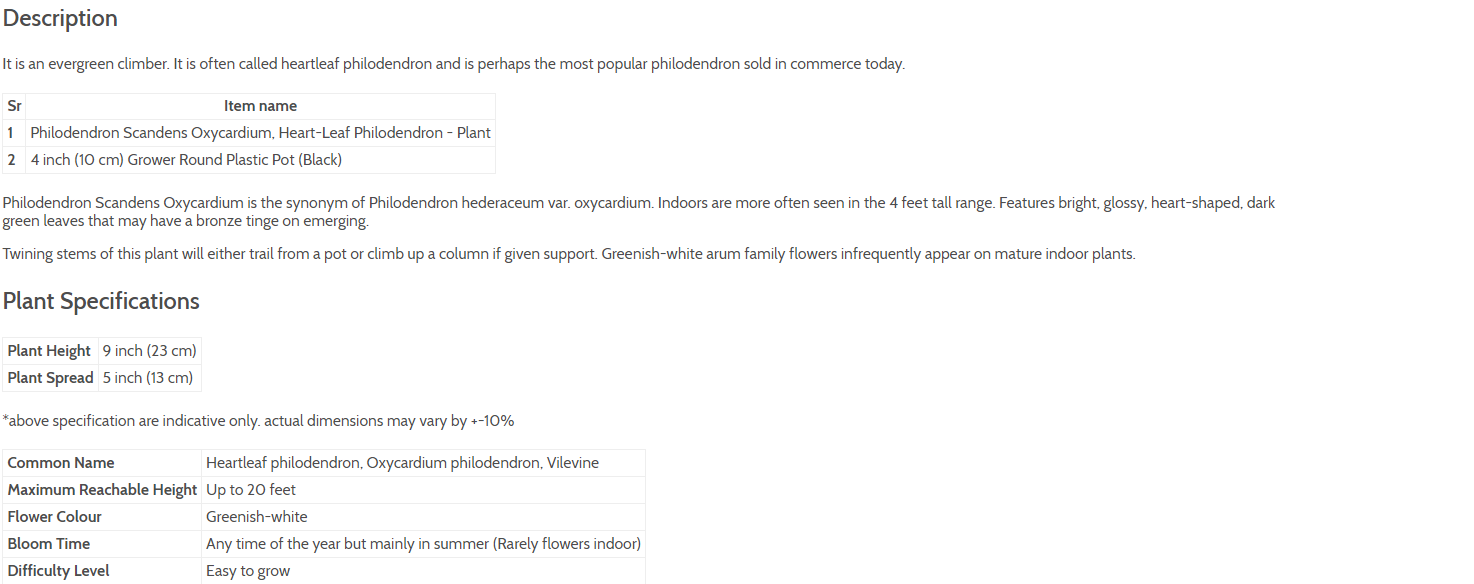 Description
It is an evergreen climber. It is often called heartleaf philodendron and is perhaps the most popular philodendron sold in commerce today.
Sr Item name
1 Philodendron Scandens Oxycardium, Heart-Leaf Philodendron - Plant
2 4 inch (10 cm) Grower Round Plastic Pot (Black)
Philodendron Scandens Oxycardium is the synonym of Philodendron hederaceum var. oxycardium. Indoors are more often seen in the 4 feet tall range. Features bright, glossy, heart-shaped, dark
green leaves that may have a bronze tinge on emerging.
Twining stems of this plant will either trail from a pot or climb up a column if given support. Greenish-white arum family flowers infrequently appear on mature indoor plants.
Plant Specifications
Plant Height 9 inch (23 cm)
Plant Spread 5 inch (13 cm)
*above specification are indicative only. actual dimensions may vary by +-10%
Common Name Heartleaf philodendron, Oxycardium philodendron, Vilevine
Maximum Reachable Height Up to 20 feet
Flower Colour Greenish-white
Bloom Time Any time of the year but mainly in summer (Rarely flowers indoor)
Difficulty Level Easy to grow